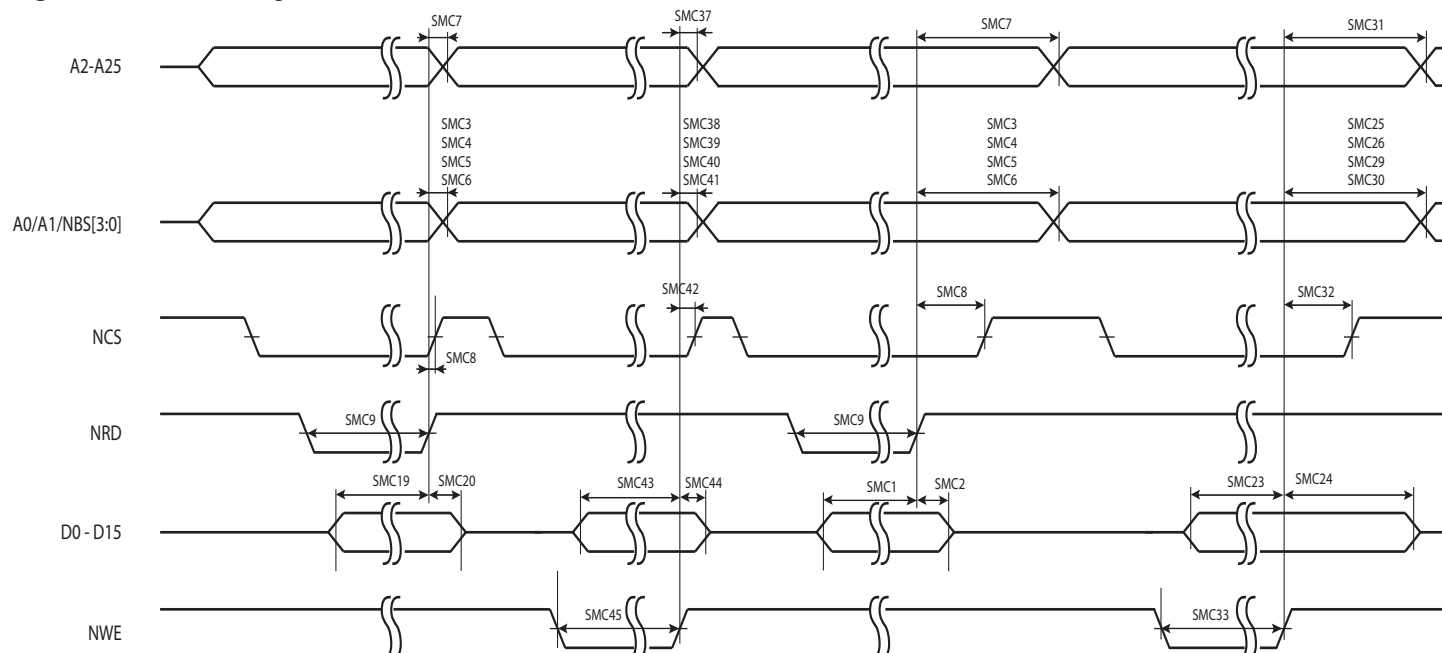 SMC7 SMC37 SMC7 SMC31
A2-A25
SMC3 SMC38 SMC3 SMC25
SMC4 SMC39 SMC4 SMC26
SMC5 SMC40 SMC5 SMC29
SMC6 SMC41 SMC6 SMC30
A0/A1/NBS[3:0]
SMC42 SMC8 SMC32
NCS
SMC8
SMC9 SMC9
NRD
SMC19 SMC20 SMC43 SMC44 SMC1 SMC2 SMC23 SMC24
D0 - D15
SMC45 SMC33
NWE